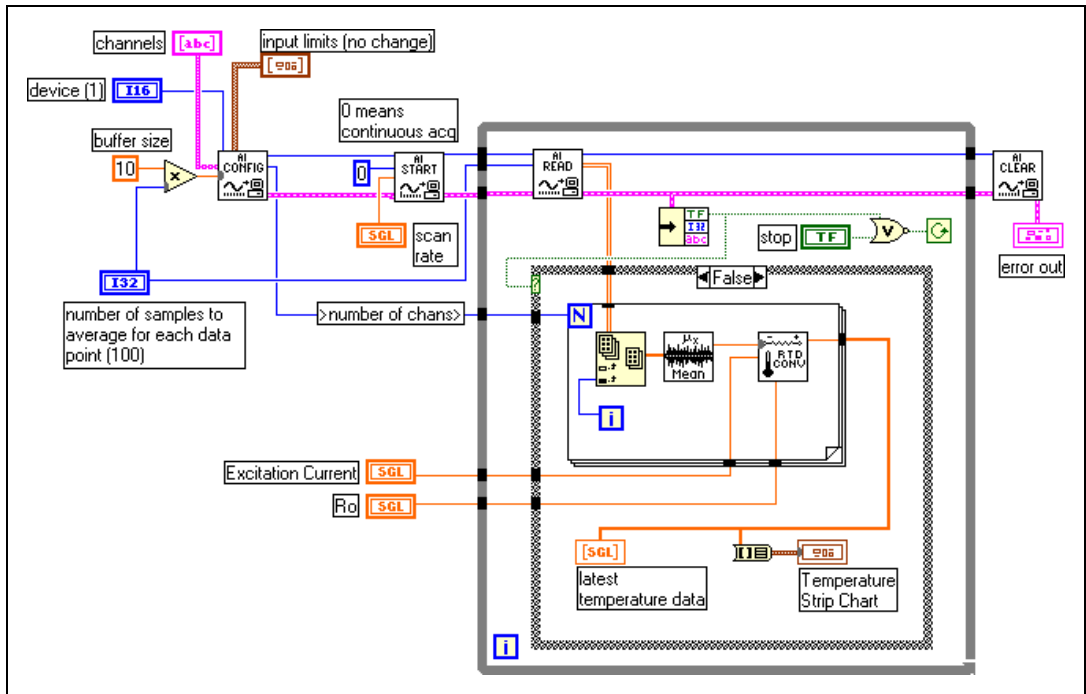 channels
[abc]
input limits (no change)
device (1)
I16
0 means
continuous acq
buffer size
10
x
AI
CONFIG
0
AI
START
AI
READ
AI
CLEAR
SGL
scan
rate
TF
I32
abc
stop
TF
V
error out
I32
number of samples to
average for each data
point (100)
>number of chans>
?
False
N
μx
Mean
- +
RTD
CONV
i
Excitation Current
SGL
Ro
SGL
[SGL]
latest
temperature data
Temperature
Strip Chart
i